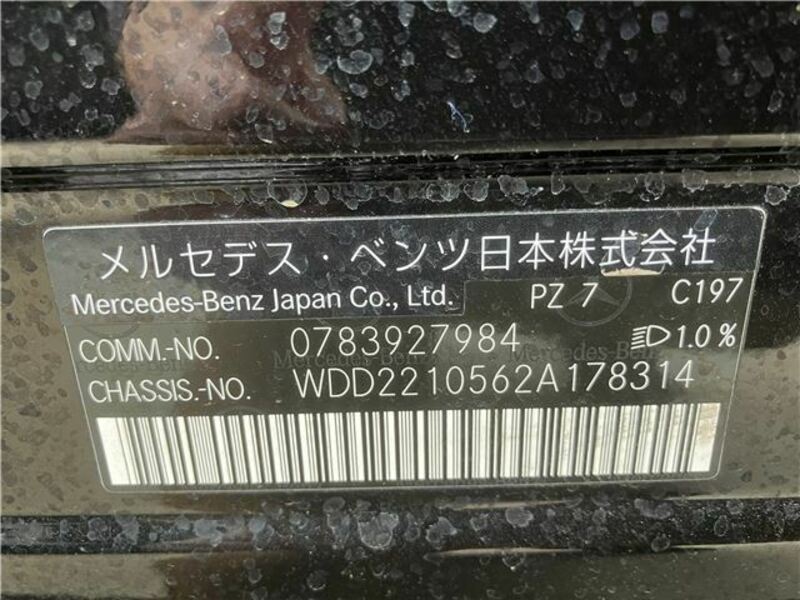 メルセデス・ベンツ日本株式会社
Mercedes-Benz Japan Co., Ltd. PZ 7 C197
COMM.-NO. 0783927984 1.0%
CHASSIS.-NO. WDD2210562A178314